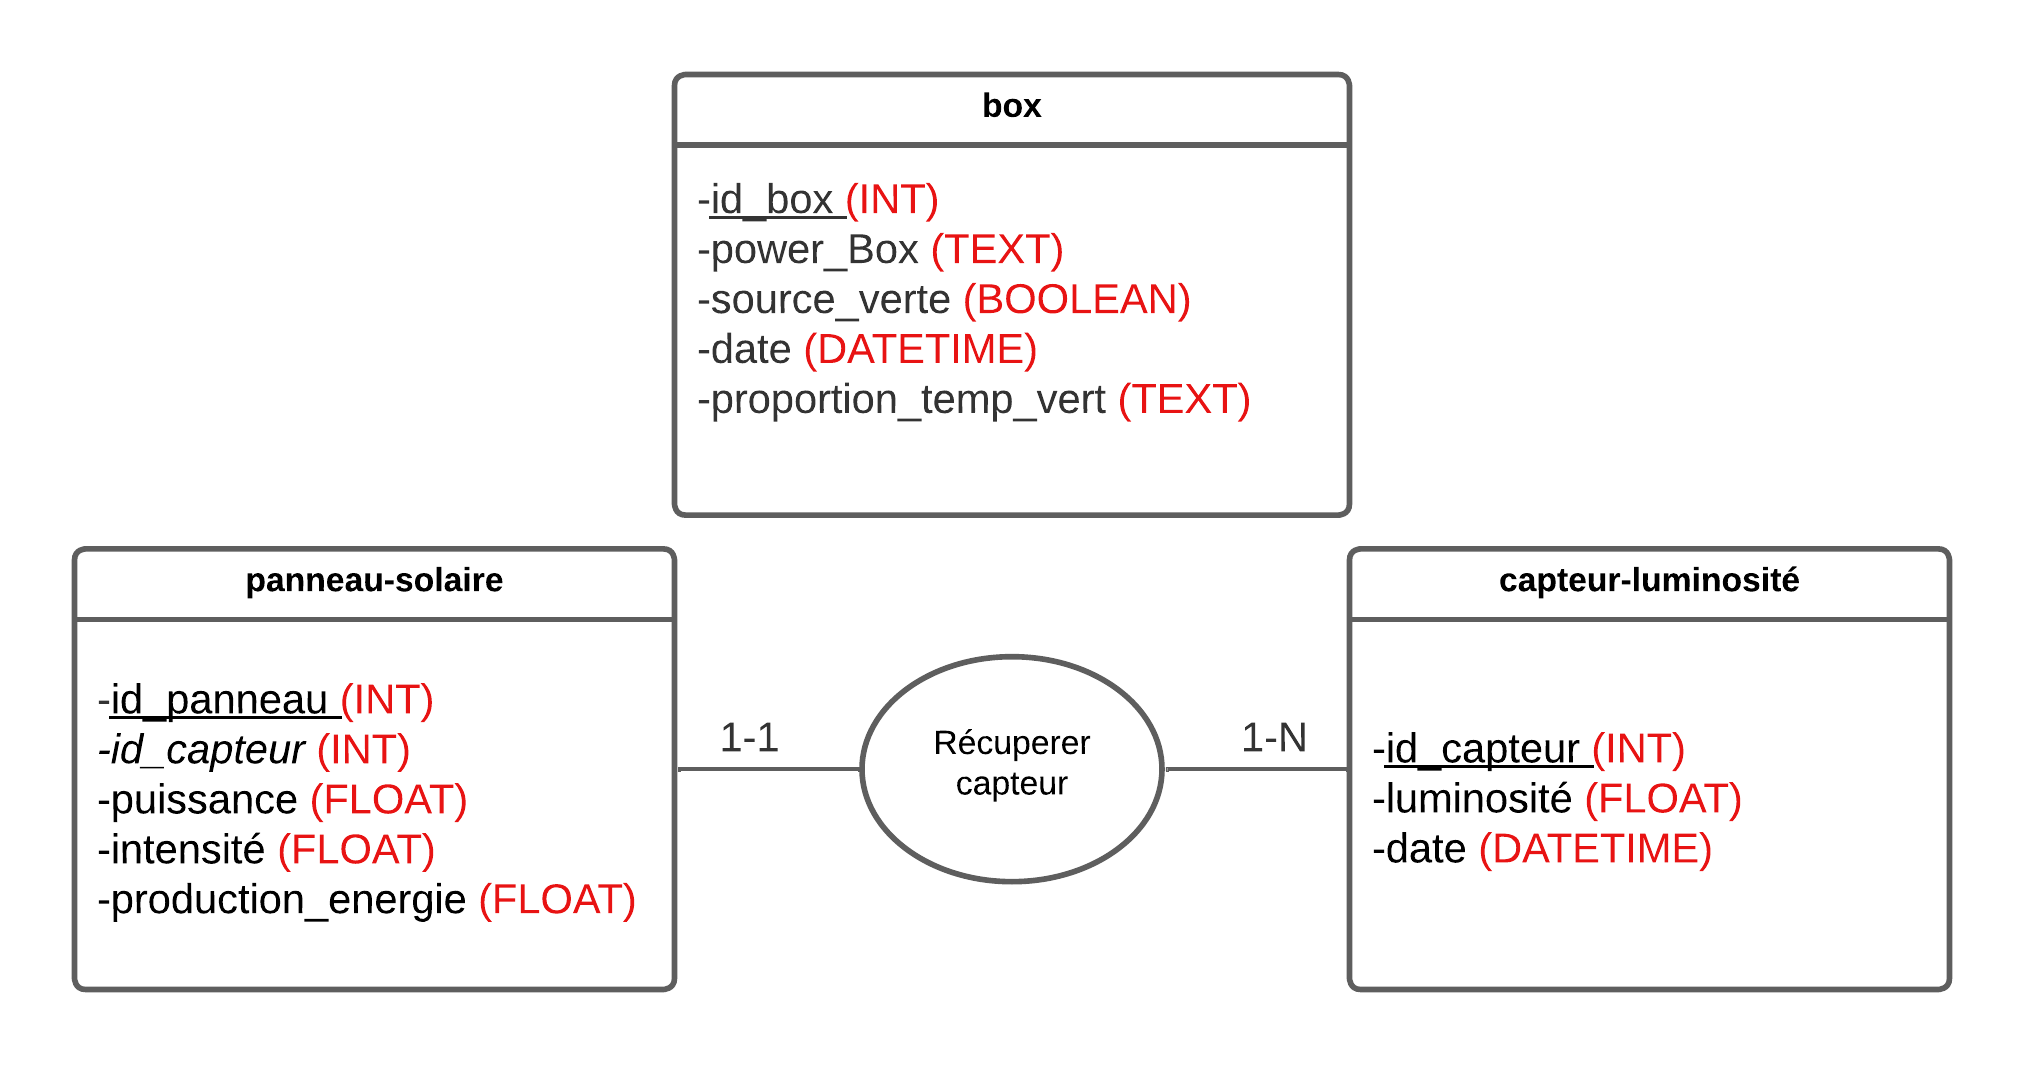 box
-id_box (INT)
-power_Box (TEXT)
-source_verte (BOOLEAN)
-date (DATETIME)
-proportion_temp_vert (TEXT)
panneau-solaire
-id_panneau (INT)
-id_capteur (INT)
-puissance (FLOAT)
-intensité (FLOAT)
-production_energie (FLOAT)
1-1
Récuperer
capteur
1-N
capteur-luminosité
-id_capteur (INT)
-luminosité (FLOAT)
-date (DATETIME)